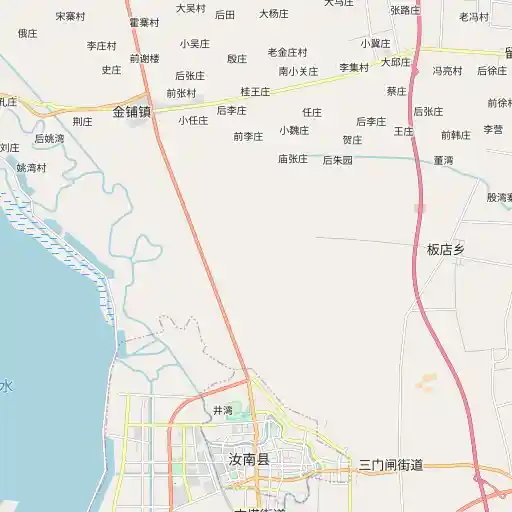 大马庄
宋寨村
大吴村
后田
大杨庄
张路庄
老冯村
俄庄
霍寨村
李庄村
前谢楼
小吴庄
殷庄
老金庄村
小冀庄
留
史庄
后张庄
南小关庄
李集村
大邱庄
冯亮村
后徐庄
前张村
桂王庄
蔡庄
孔庄
金铺镇
后李庄
任庄
后张庄
前徐村
荆庄
小任庄
后李庄
王庄
李营
后姚湾
前李庄
小魏庄
贺庄
前韩庄
刘庄
姚湾村
庙张庄
后朱园
董湾
殷湾寨
板店乡
水
井湾
汝南县
三门闸街道